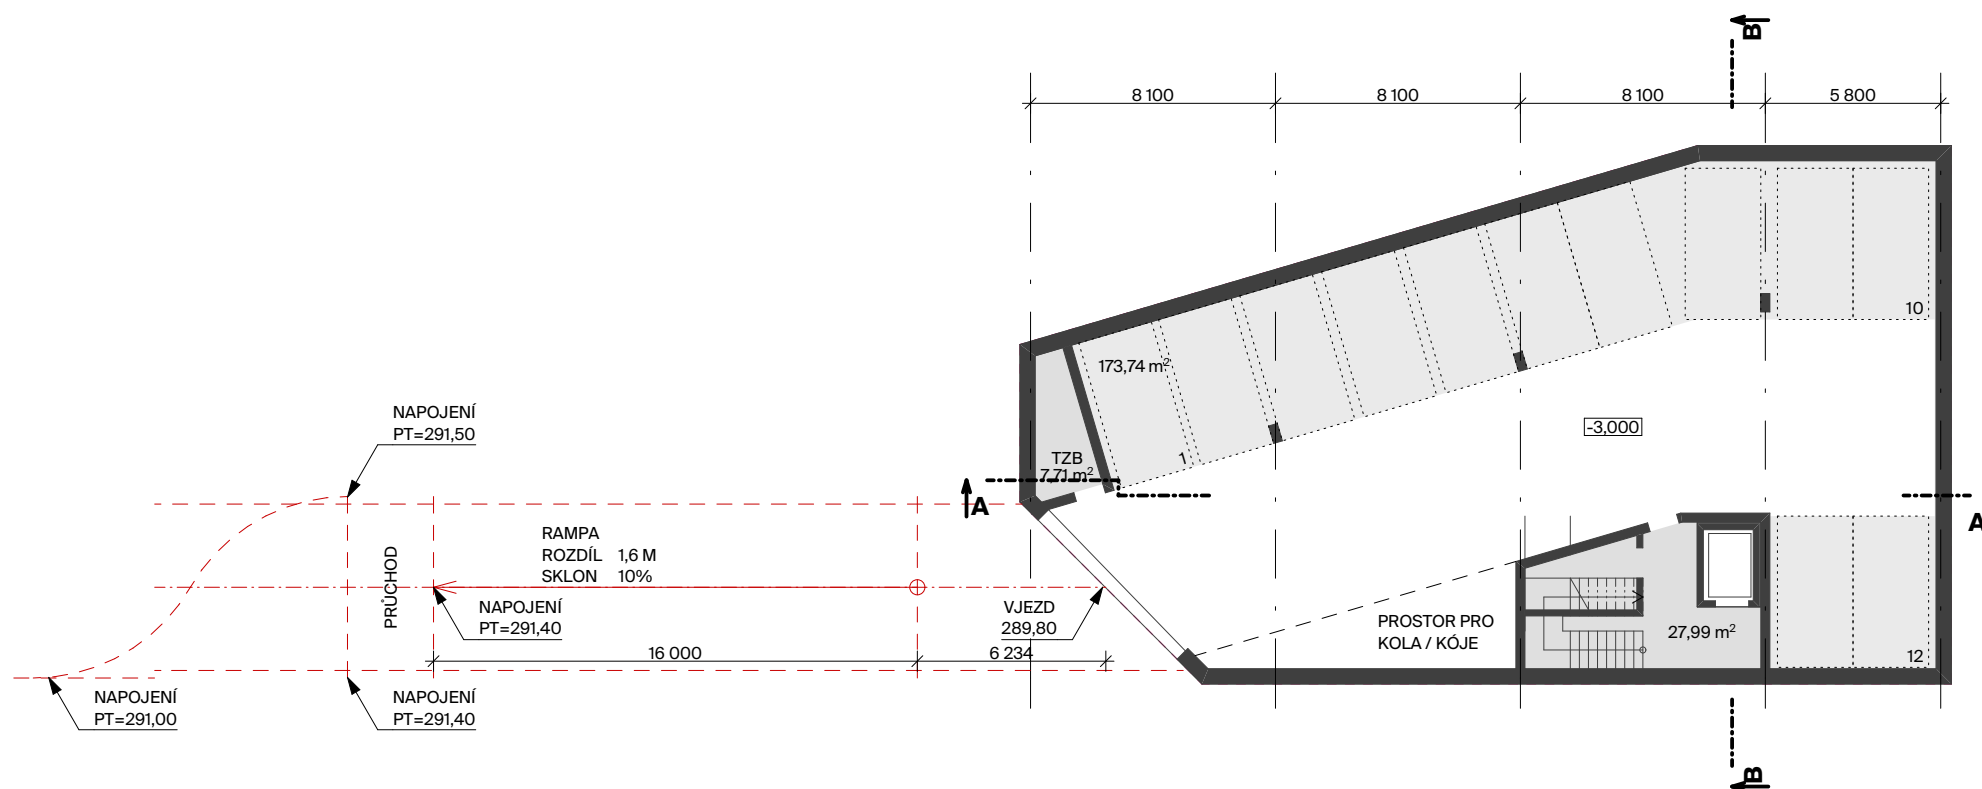 B
8 100
8 100
8 100
5 800
10
173,74 m²
NAPOJENÍ
PT=291,50
-3,000
1
TZB
7,71 m²
A
A
RAMPA
ROZDÍL 1,6 M
SKLON 10%
PRŮCHOD
NAPOJENÍ
PT=291,40
VJEZD
289,80
PROSTOR PRO
KOLA / KÓJE
27,99 m²
16 000
6 234
12
NAPOJENÍ
PT=291,00
NAPOJENÍ
PT=291,40
B